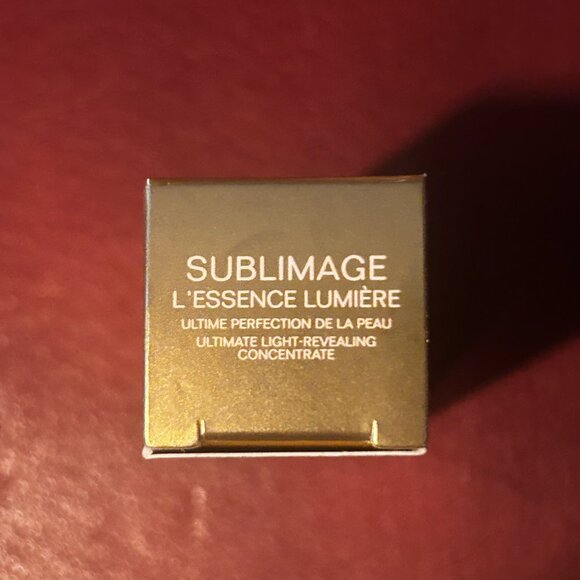 SUBLIMAGE
L'ESSENCE LUMIÈRE
ULTIME PERFECTION DE LA PEAU
ULTIMATE LIGHT-REVEALING
CONCENTRATE